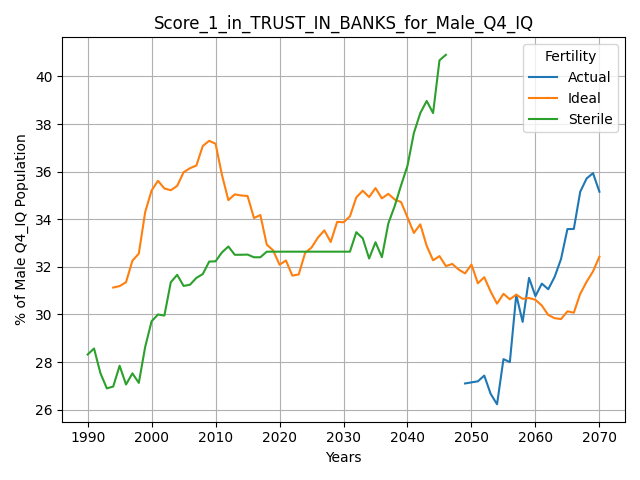 Score_1_in_TRUST_IN_BANKS_for_Male_Q4_IQ
% of Male Q4_IQ Population
40
38
36
34
32
30
28
26
Fertility
Actual
Ideal
Sterile
1990 2000 2010 2020 2030 2040 2050 2060 2070
Years